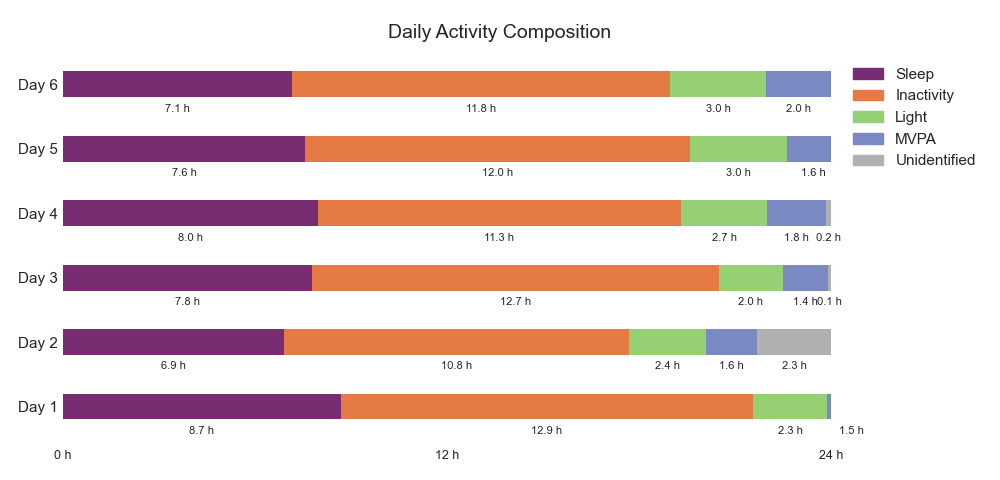 Daily Activity Composition
Day 6
7.1 h 11.8 h 3.0 h 2.0 h
Day 5
7.6 h 12.0 h 3.0 h 1.6 h
Day 4
8.0 h 11.3 h 2.7 h 1.8 h 0.2 h
Day 3
7.8 h 12.7 h 2.0 h 1.4 h 0.1 h
Day 2
6.9 h 10.8 h 2.4 h 1.6 h 2.3 h
Day 1
8.7 h 12.9 h 2.3 h 1.5 h
0 h 12 h 24 h
Sleep
Inactivity
Light
MVPA
Unidentified